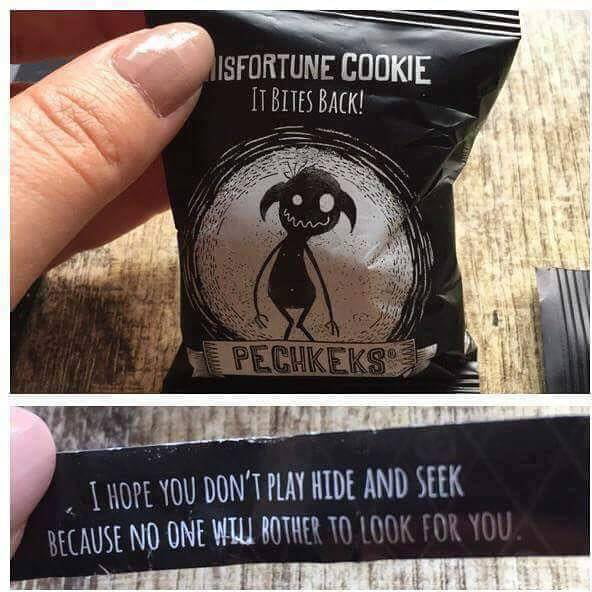 MISFORTUNE COOKIE
IT BITES BACK!
PECHKEKS®
I HOPE YOU DON'T PLAY HIDE AND SEEK
BECAUSE NO ONE WILL BOTHER TO LOOK FOR YOU.